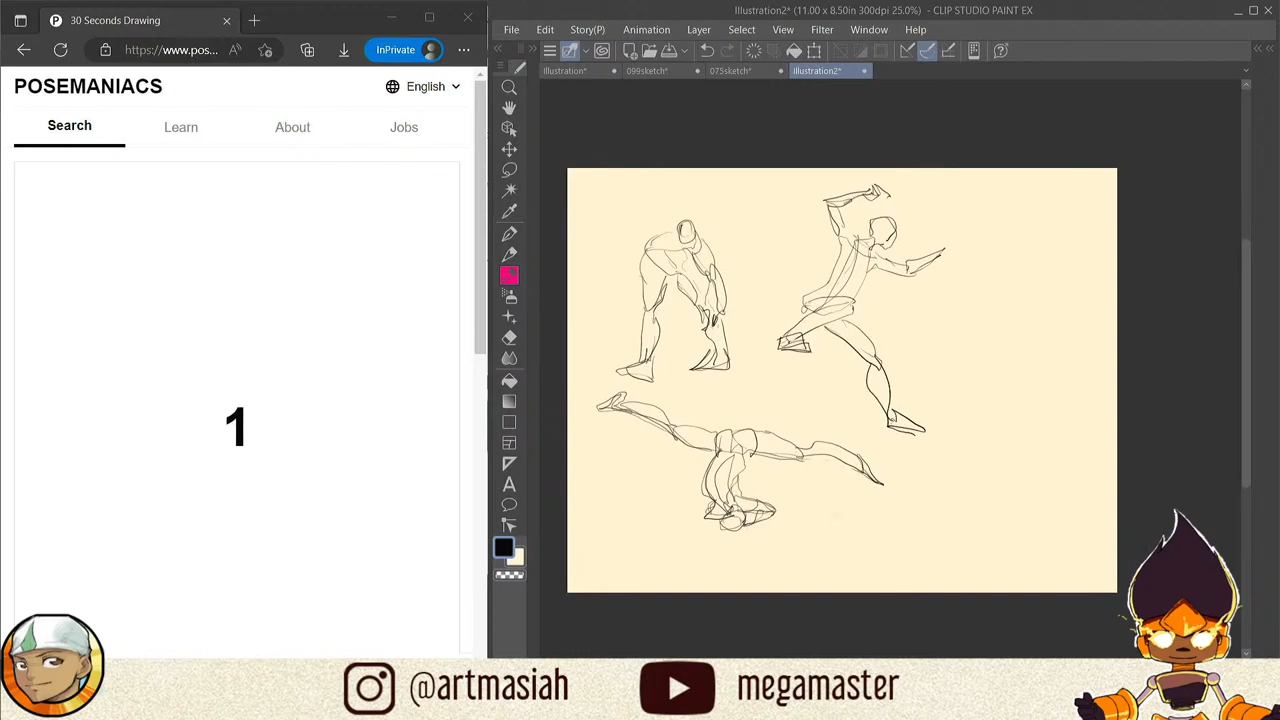 30 Seconds Drawing
Illustration2* (11.00 x 8.50in 300dpi 25.0%) - CLIP STUDIO PAINT EX
File Edit Story(P) Animation Layer Select View Filter Window Help
https://www.pos...
InPrivate
Illustration* 099sketch* 075sketch* Illustration2*
POSEMANIACS
English
Search Learn About Jobs
1
@artmasiah megamaster